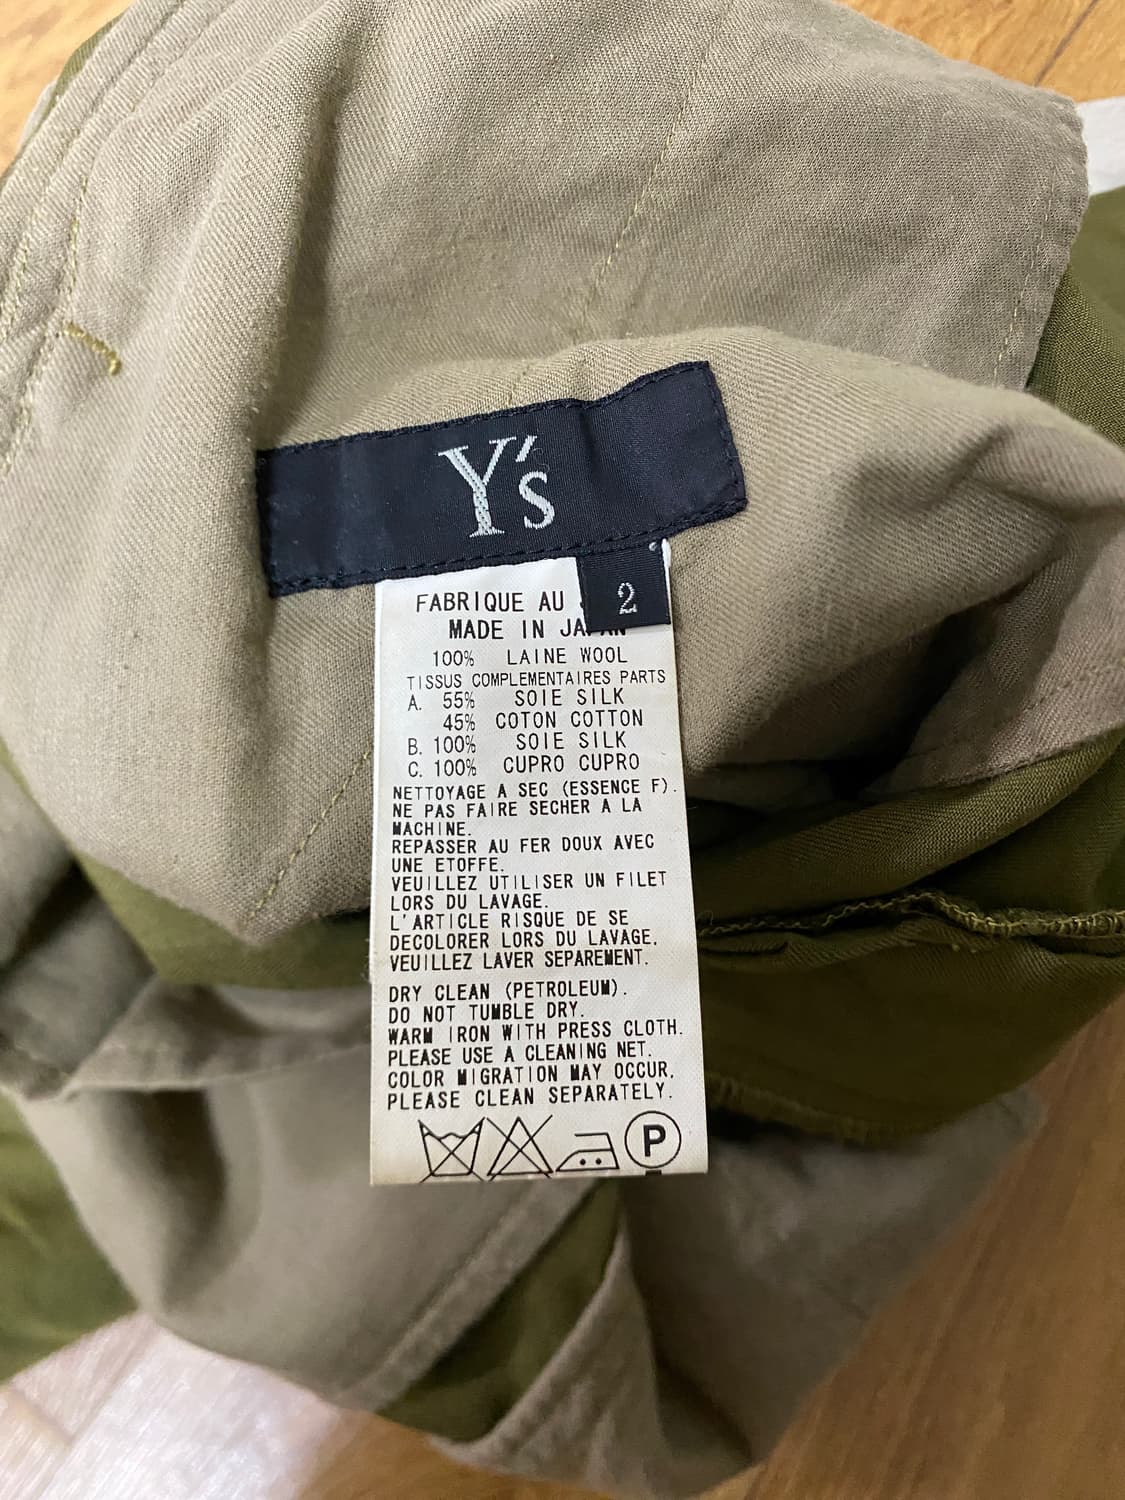 Y's
2
FABRIQUE AU
MADE IN JAPAN
100% LAINE WOOL
TISSUS COMPLEMENTAIRES PARTS
A. 55% SOIE SILK
45% COTON COTTON
B. 100% SOIE SILK
C. 100% CUPRO CUPRO
NETTOYAGE A SEC (ESSENCE F).
NE PAS FAIRE SECHER A LA
MACHINE.
REPASSER AU FER DOUX AVEC
UNE ETOFFE.
VEUILLEZ UTILISER UN FILET
LORS DU LAVAGE.
L'ARTICLE RISQUE DE SE
DECOLORER LORS DU LAVAGE.
VEUILLEZ LAVER SEPAREMENT.
DRY CLEAN (PETROLEUM).
DO NOT TUMBLE DRY.
WARM IRON WITH PRESS CLOTH.
PLEASE USE A CLEANING NET.
COLOR MIGRATION MAY OCCUR.
PLEASE CLEAN SEPARATELY.
P